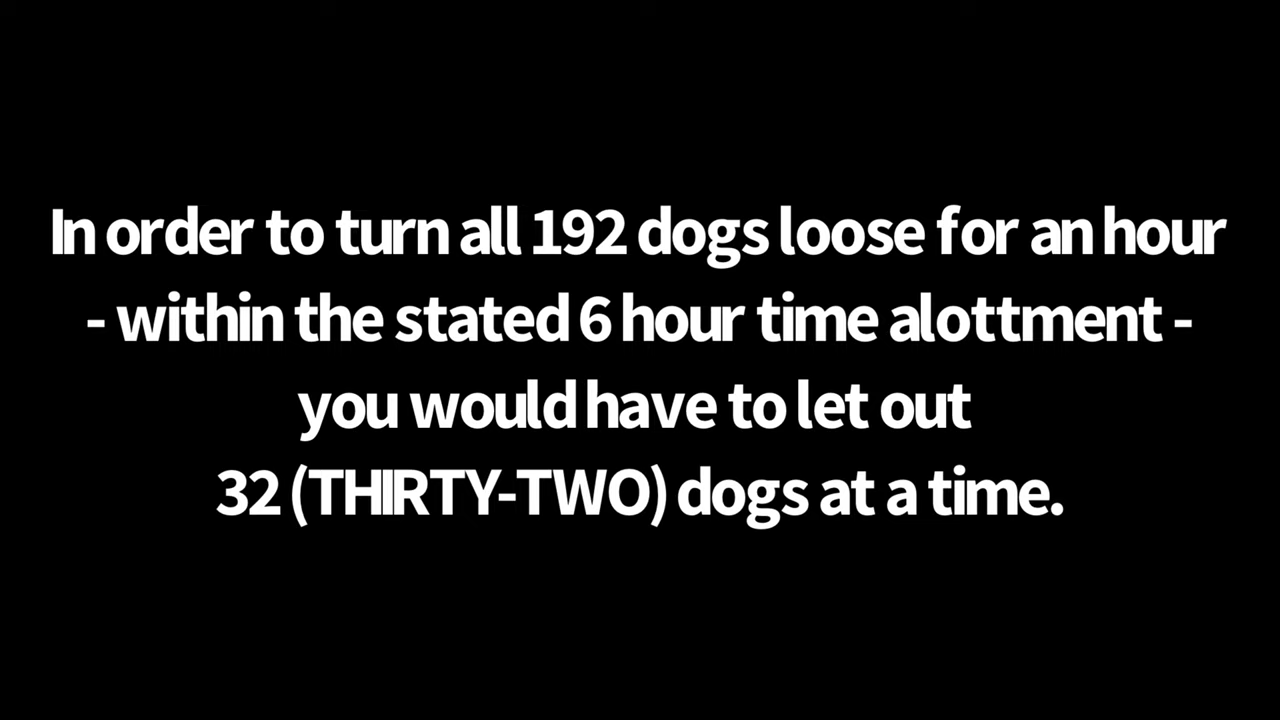 In order to turn all 192 dogs loose for an hour
- within the stated 6 hour time alottment -
you would have to let out
32 (THIRTY-TWO) dogs at a time.